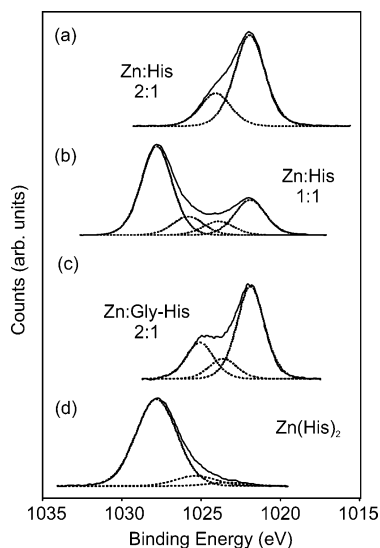 (a)
Zn:His
2:1
(b)
Zn:His
1:1
(c)
Zn:Gly-His
2:1
(d)
Zn(His)₂
Counts (arb. units)
1035 1030 1025 1020 1015
Binding Energy (eV)